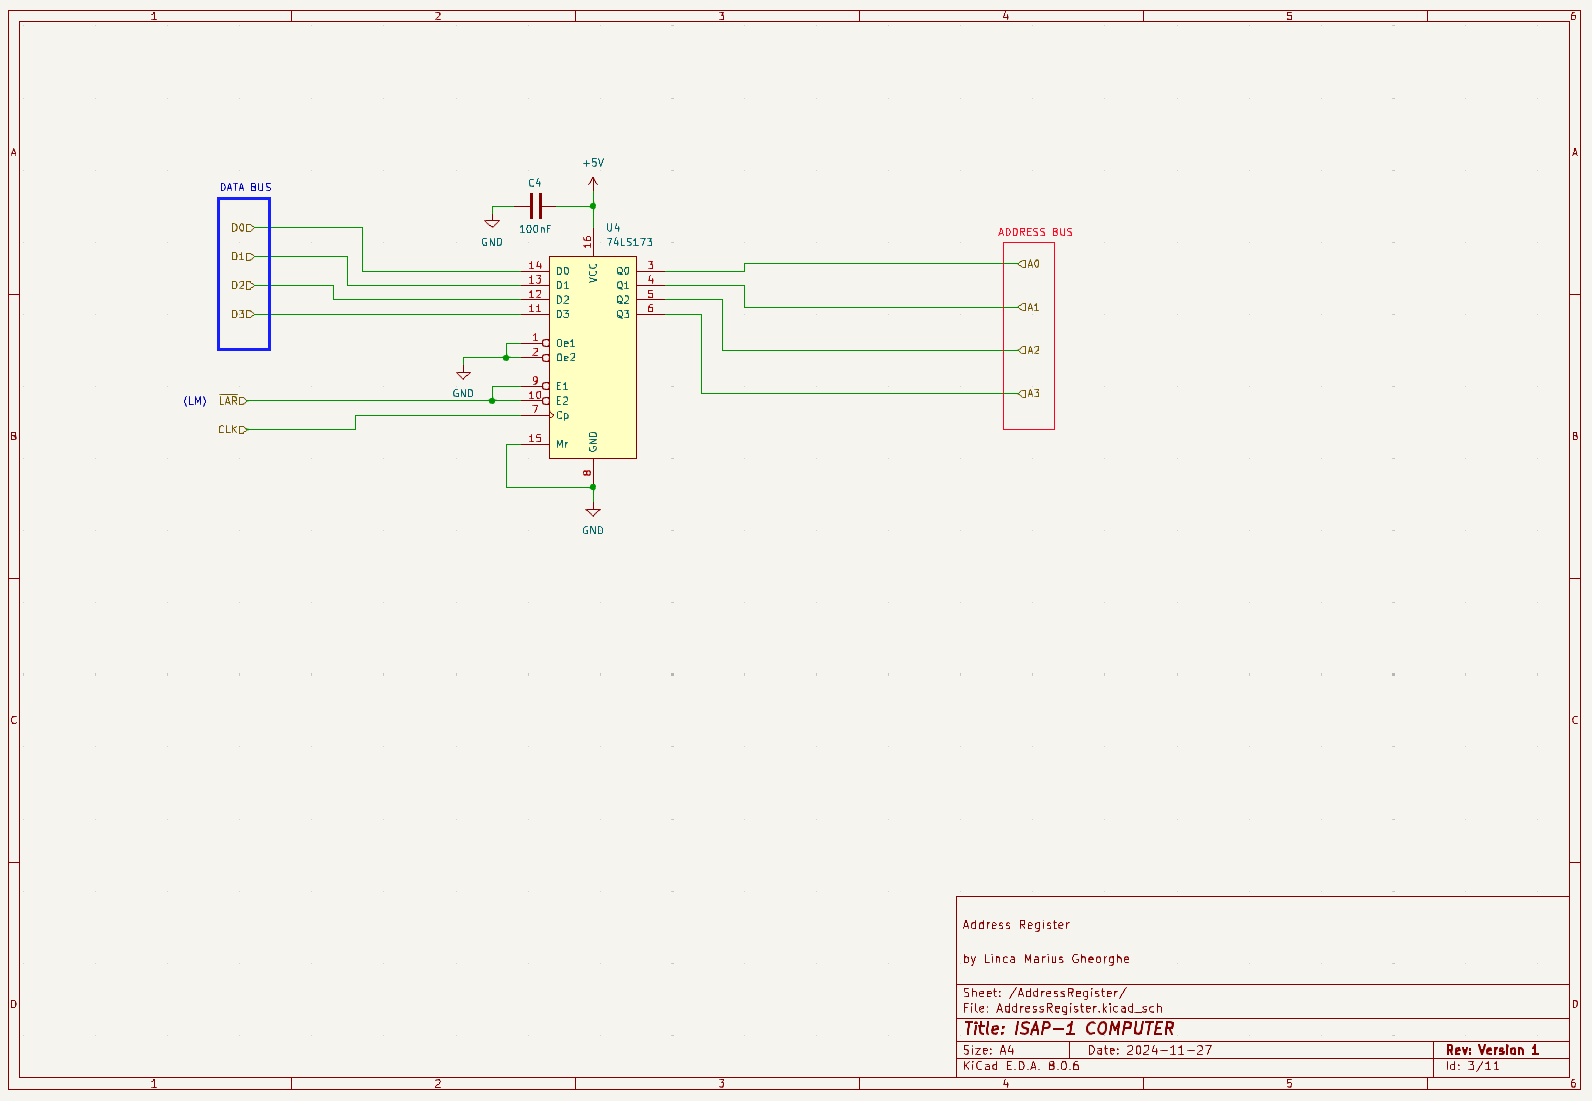 1 2 3 4 5 6
A A
+5V
C4
DATA BUS
100nF
U4
GND
74LS173
ADDRESS BUS
16
VCC
D0
D1
D2
D3
14 D0 Q0 3
13 D1 Q1 4
12 D2 Q2 5
11 D3 Q3 6
A0
A1
A2
A3
1 Oe1
2 Oe2
GND
9 E1
(LM) LAR 10 E2
7 Cp
CLK
15 Mr
GND
8
GND
B B
C C
D D
Address Register
by Linca Marius Gheorghe
Sheet: /AddressRegister/
File: AddressRegister.kicad_sch
Title: ISAP-1 COMPUTER
Size: A4 Date: 2024-11-27 Rev: Version 1
KiCad E.D.A. 8.0.6 Id: 3/11
1 2 3 4 5 6